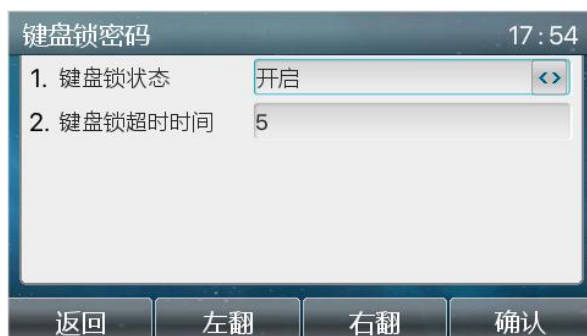 键盘锁密码 17:54
1. 键盘锁状态 开启 <>
2. 键盘锁超时时间 5
返回 左翻 右翻 确认